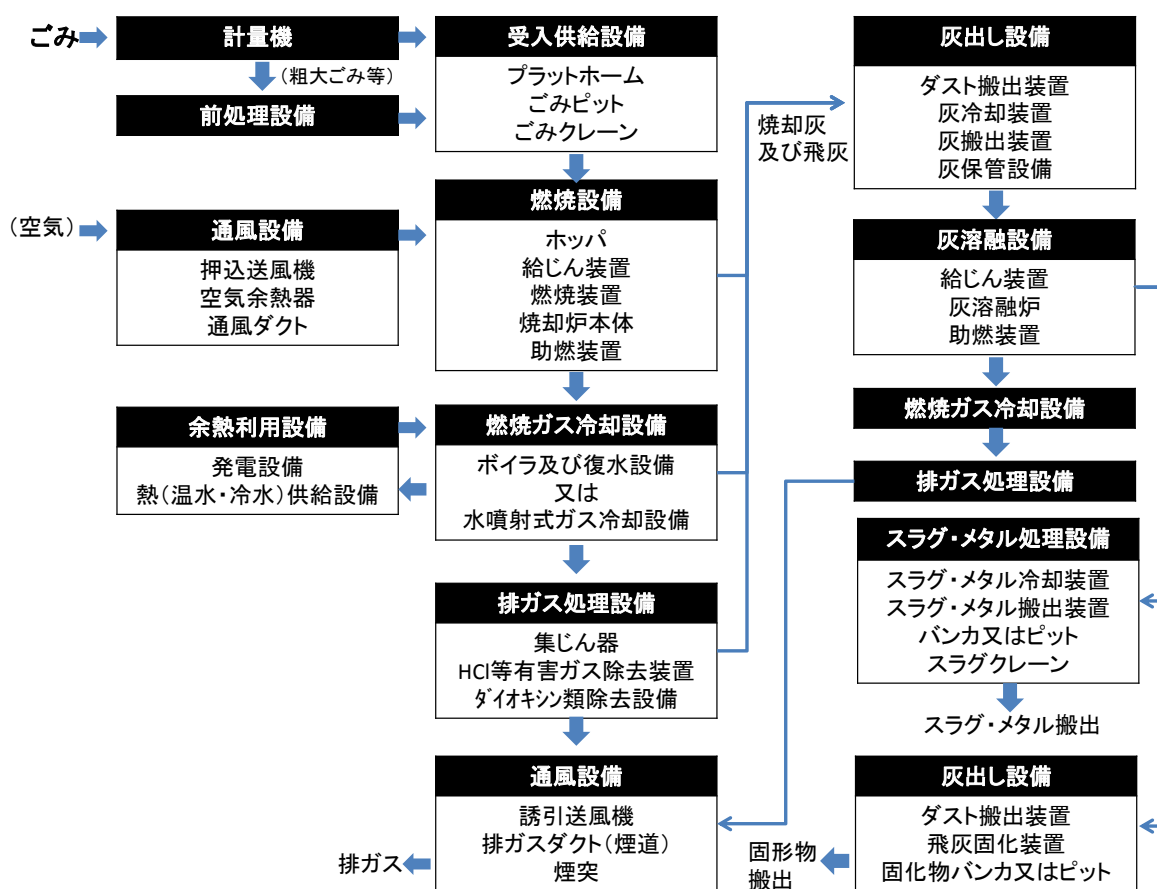 ごみ
計量機
(粗大ごみ等)
前処理設備
受入供給設備
プラットホーム
ごみピット
ごみクレーン
(空気)
通風設備
押込送風機
空気余熱器
通風ダクト
燃焼設備
ホッパ
給じん装置
燃焼装置
焼却炉本体
助燃装置
余熱利用設備
発電設備
熱(温水・冷水)供給設備
燃焼ガス冷却設備
ボイラ及び復水設備
又は
水噴射式ガス冷却設備
排ガス処理設備
集じん器
HCl等有害ガス除去装置
ダイオキシン類除去設備
通風設備
誘引送風機
排ガスダクト(煙道)
煙突
排ガス
焼却灰
及び飛灰
灰出し設備
ダスト搬出装置
灰冷却装置
灰搬出装置
灰保管設備
灰溶融設備
給じん装置
灰溶融炉
助燃装置
燃焼ガス冷却設備
排ガス処理設備
スラグ・メタル処理設備
スラグ・メタル冷却装置
スラグ・メタル搬出装置
バンカ又はピット
スラグクレーン
スラグ・メタル搬出
灰出し設備
ダスト搬出装置
飛灰固化装置
固化物バンカ又はピット
固形物
搬出